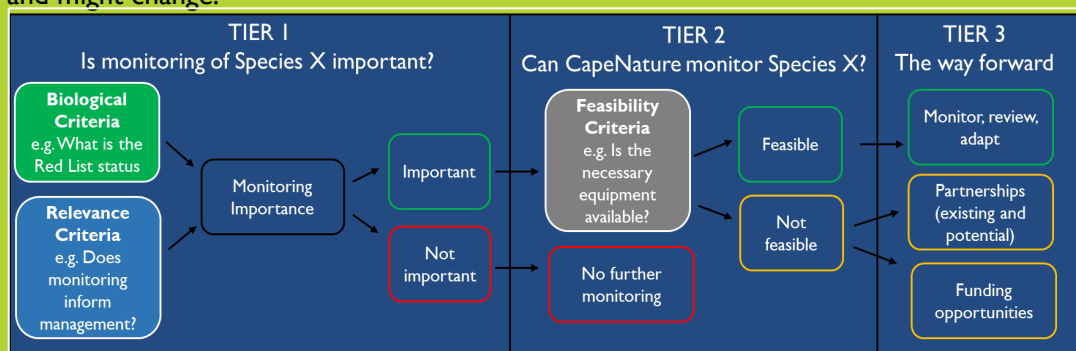 and might change.
TIER 1
Is monitoring of Species X important?
Biological
Criteria
e.g. What is the
Red List status
Relevance
Criteria
e.g. Does
monitoring
inform
management?
Monitoring
Importance
Important
Not
important
TIER 2
Can CapeNature monitor Species X?
Feasibility
Criteria
e.g. Is the
necessary
equipment
available?
No further
monitoring
Feasible
Not
feasible
TIER 3
The way forward
Monitor, review,
adapt
Partnerships
(existing and
potential)
Funding
opportunities